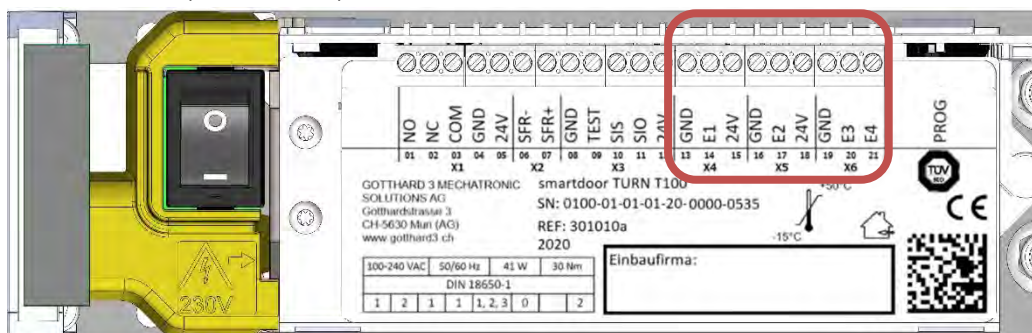 NO NC COM GND 24V SFR- SFR+ GND TEST SIS SIO 24V GND E1 24V GND E2 24V GND E3 E4 PROG
01 02 03 04 05 06 07 08 09 10 11 13 14 15 16 17 18 19 20 21
X1 X2 X3 X4 X5 X6
GOTTHARD 3 MECHATRONIC
SOLUTIONS AG
Gotthardstrasse 3
CH-5630 Muri (AG)
www.gotthard3.ch
smartdoor TURN T100
SN: 0100-01-01-01-20-0000-0535
REF: 301010a
2020
+50°C
-15°C
TÜV
CE
100-240 VAC 50/60 Hz 41 W 30 Nm
DIN 18650-1
1 2 1 1 1, 2, 3 0 2
Einbaufirma:
230V